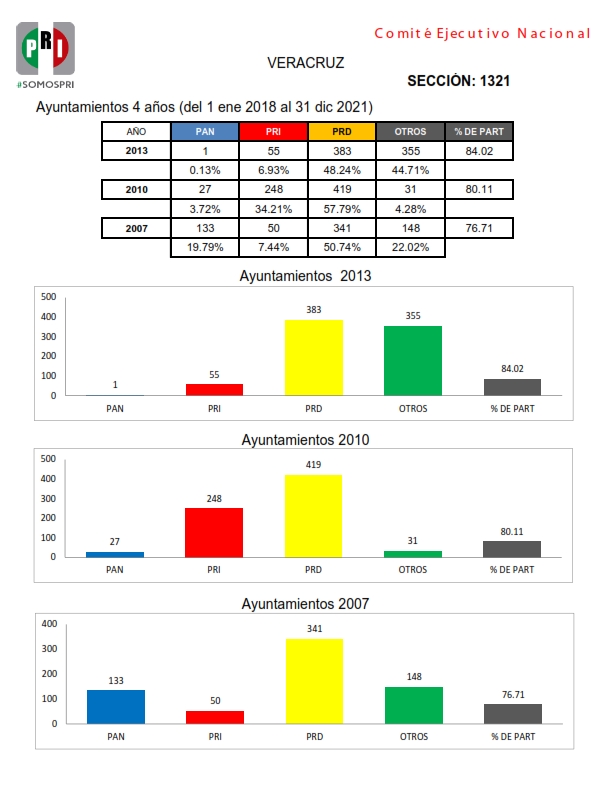 Comité Ejecutivo Nacional
PRI
#SOMOSPRI
VERACRUZ
SECCIÓN: 1321
Ayuntamientos 4 años (del 1 ene 2018 al 31 dic 2021)
AÑO PAN PRI PRD OTROS % DE PART
2013 1 55 383 355 84.02
0.13% 6.93% 48.24% 44.71%
2010 27 248 419 31 80.11
3.72% 34.21% 57.79% 4.28%
2007 133 50 341 148 76.71
19.79% 7.44% 50.74% 22.02%
Ayuntamientos 2013
500
400
300
200
100
0
1 55 383 355 84.02
PAN PRI PRD OTROS % DE PART
Ayuntamientos 2010
500
400
300
200
100
0
27 248 419 31 80.11
PAN PRI PRD OTROS % DE PART
Ayuntamientos 2007
400
300
200
100
0
133 50 341 148 76.71
PAN PRI PRD OTROS % DE PART